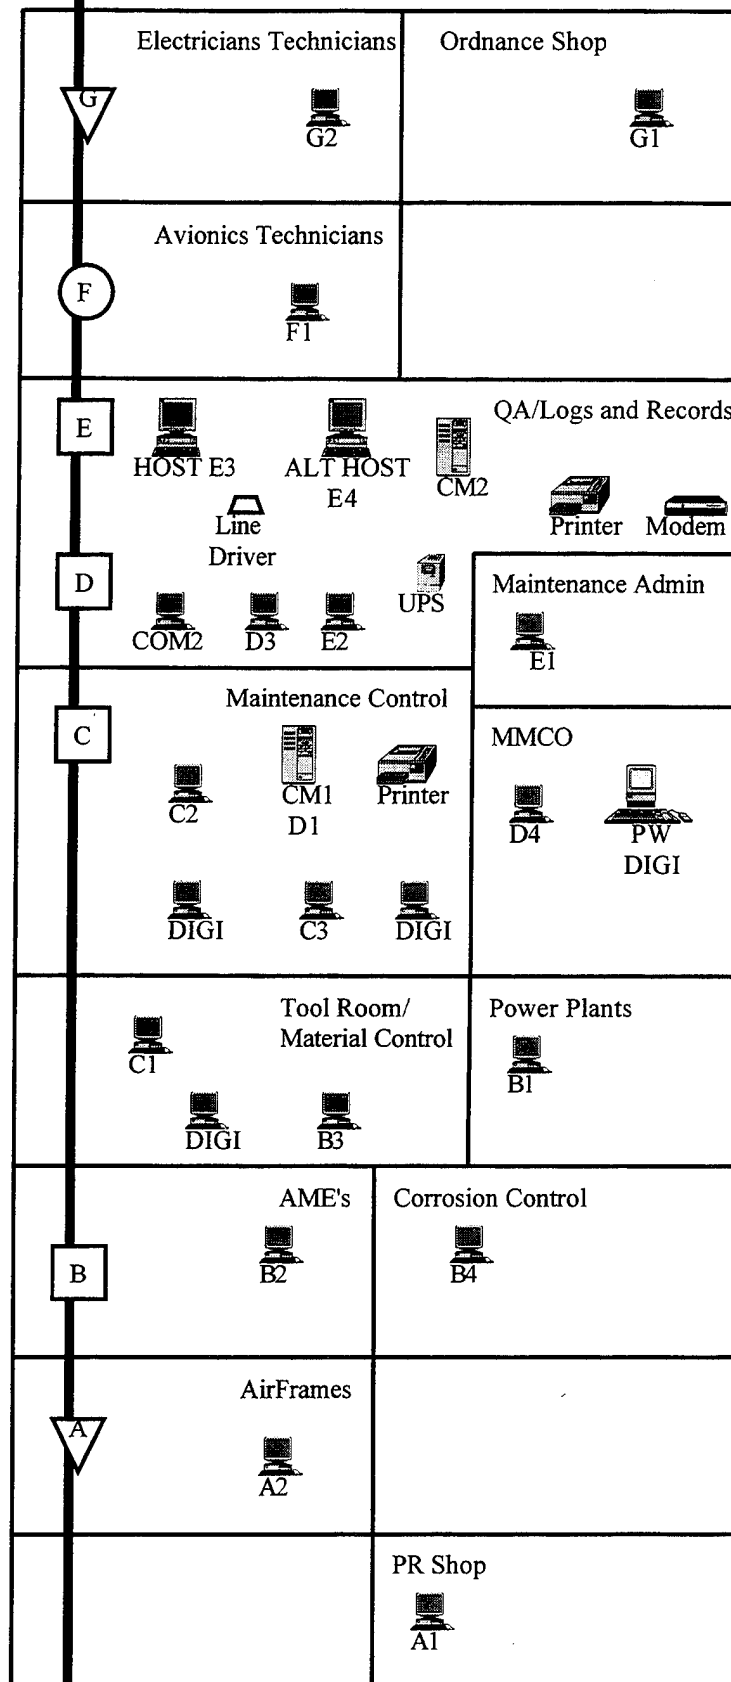 Electricians Technicians
Ordnance Shop
G
G2
G1
Avionics Technicians
F
F1
QA/Logs and Records
E
HOST E3
ALT HOST
E4
CM2
Line
Driver
Printer
Modem
D
UPS
COM2
D3
E2
Maintenance Admin
E1
Maintenance Control
C
C2
CM1
D1
Printer
MMCO
D4
PW
DIGI
DIGI
C3
DIGI
Tool Room/
Material Control
C1
DIGI
B3
Power Plants
B1
AME's
Corrosion Control
B
B2
B4
AirFrames
A
A2
PR Shop
A1